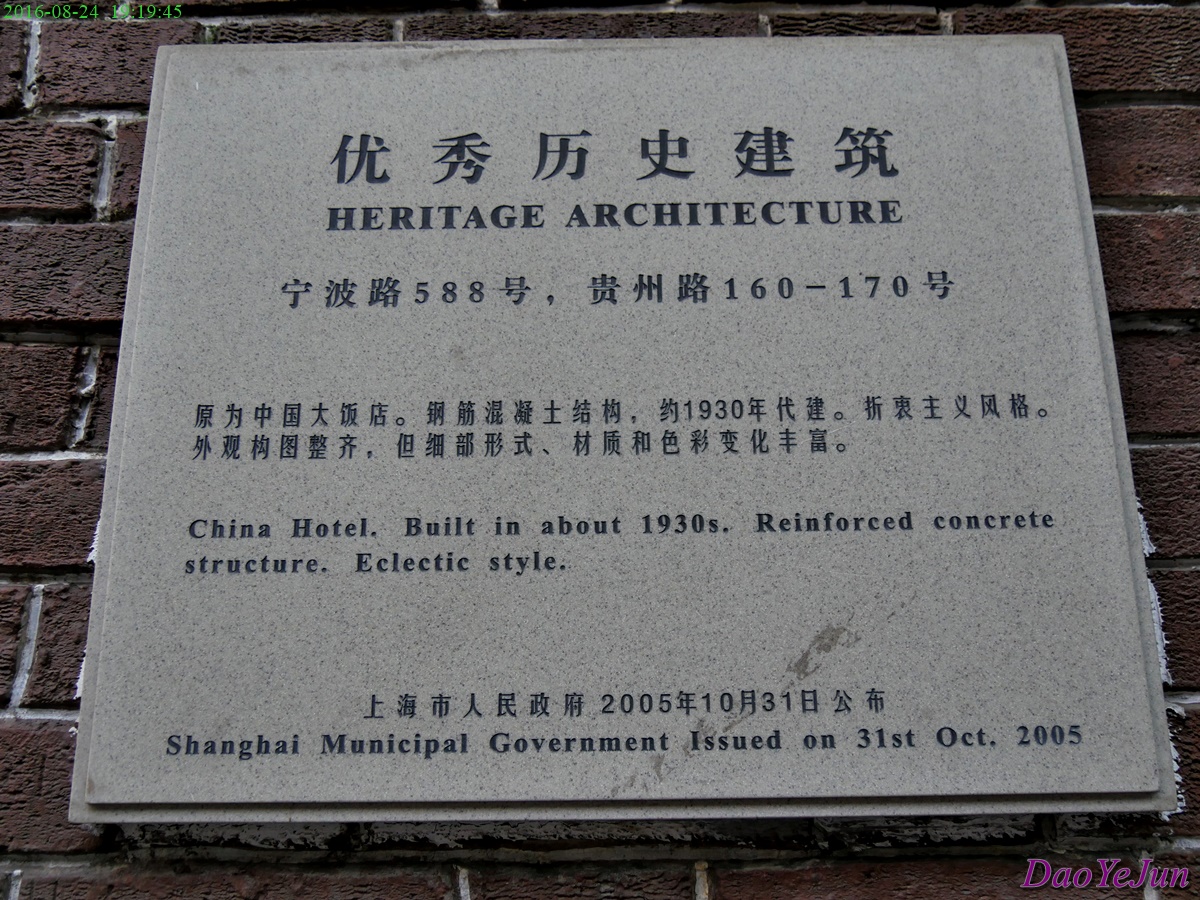 2016-08-24 19:19:45
优秀历史建筑
HERITAGE ARCHITECTURE
宁波路588号，贵州路160－170号
原为中国大饭店。钢筋混凝土结构，约1930年代建。折衷主义风格。
外观构图整齐，但细部形式、材质和色彩变化丰富。
China Hotel. Built in about 1930s. Reinforced concrete
structure. Eclectic style.
上海市人民政府 2005年10月31日公布
Shanghai Municipal Government Issued on 31st Oct. 2005
DaoYeJun